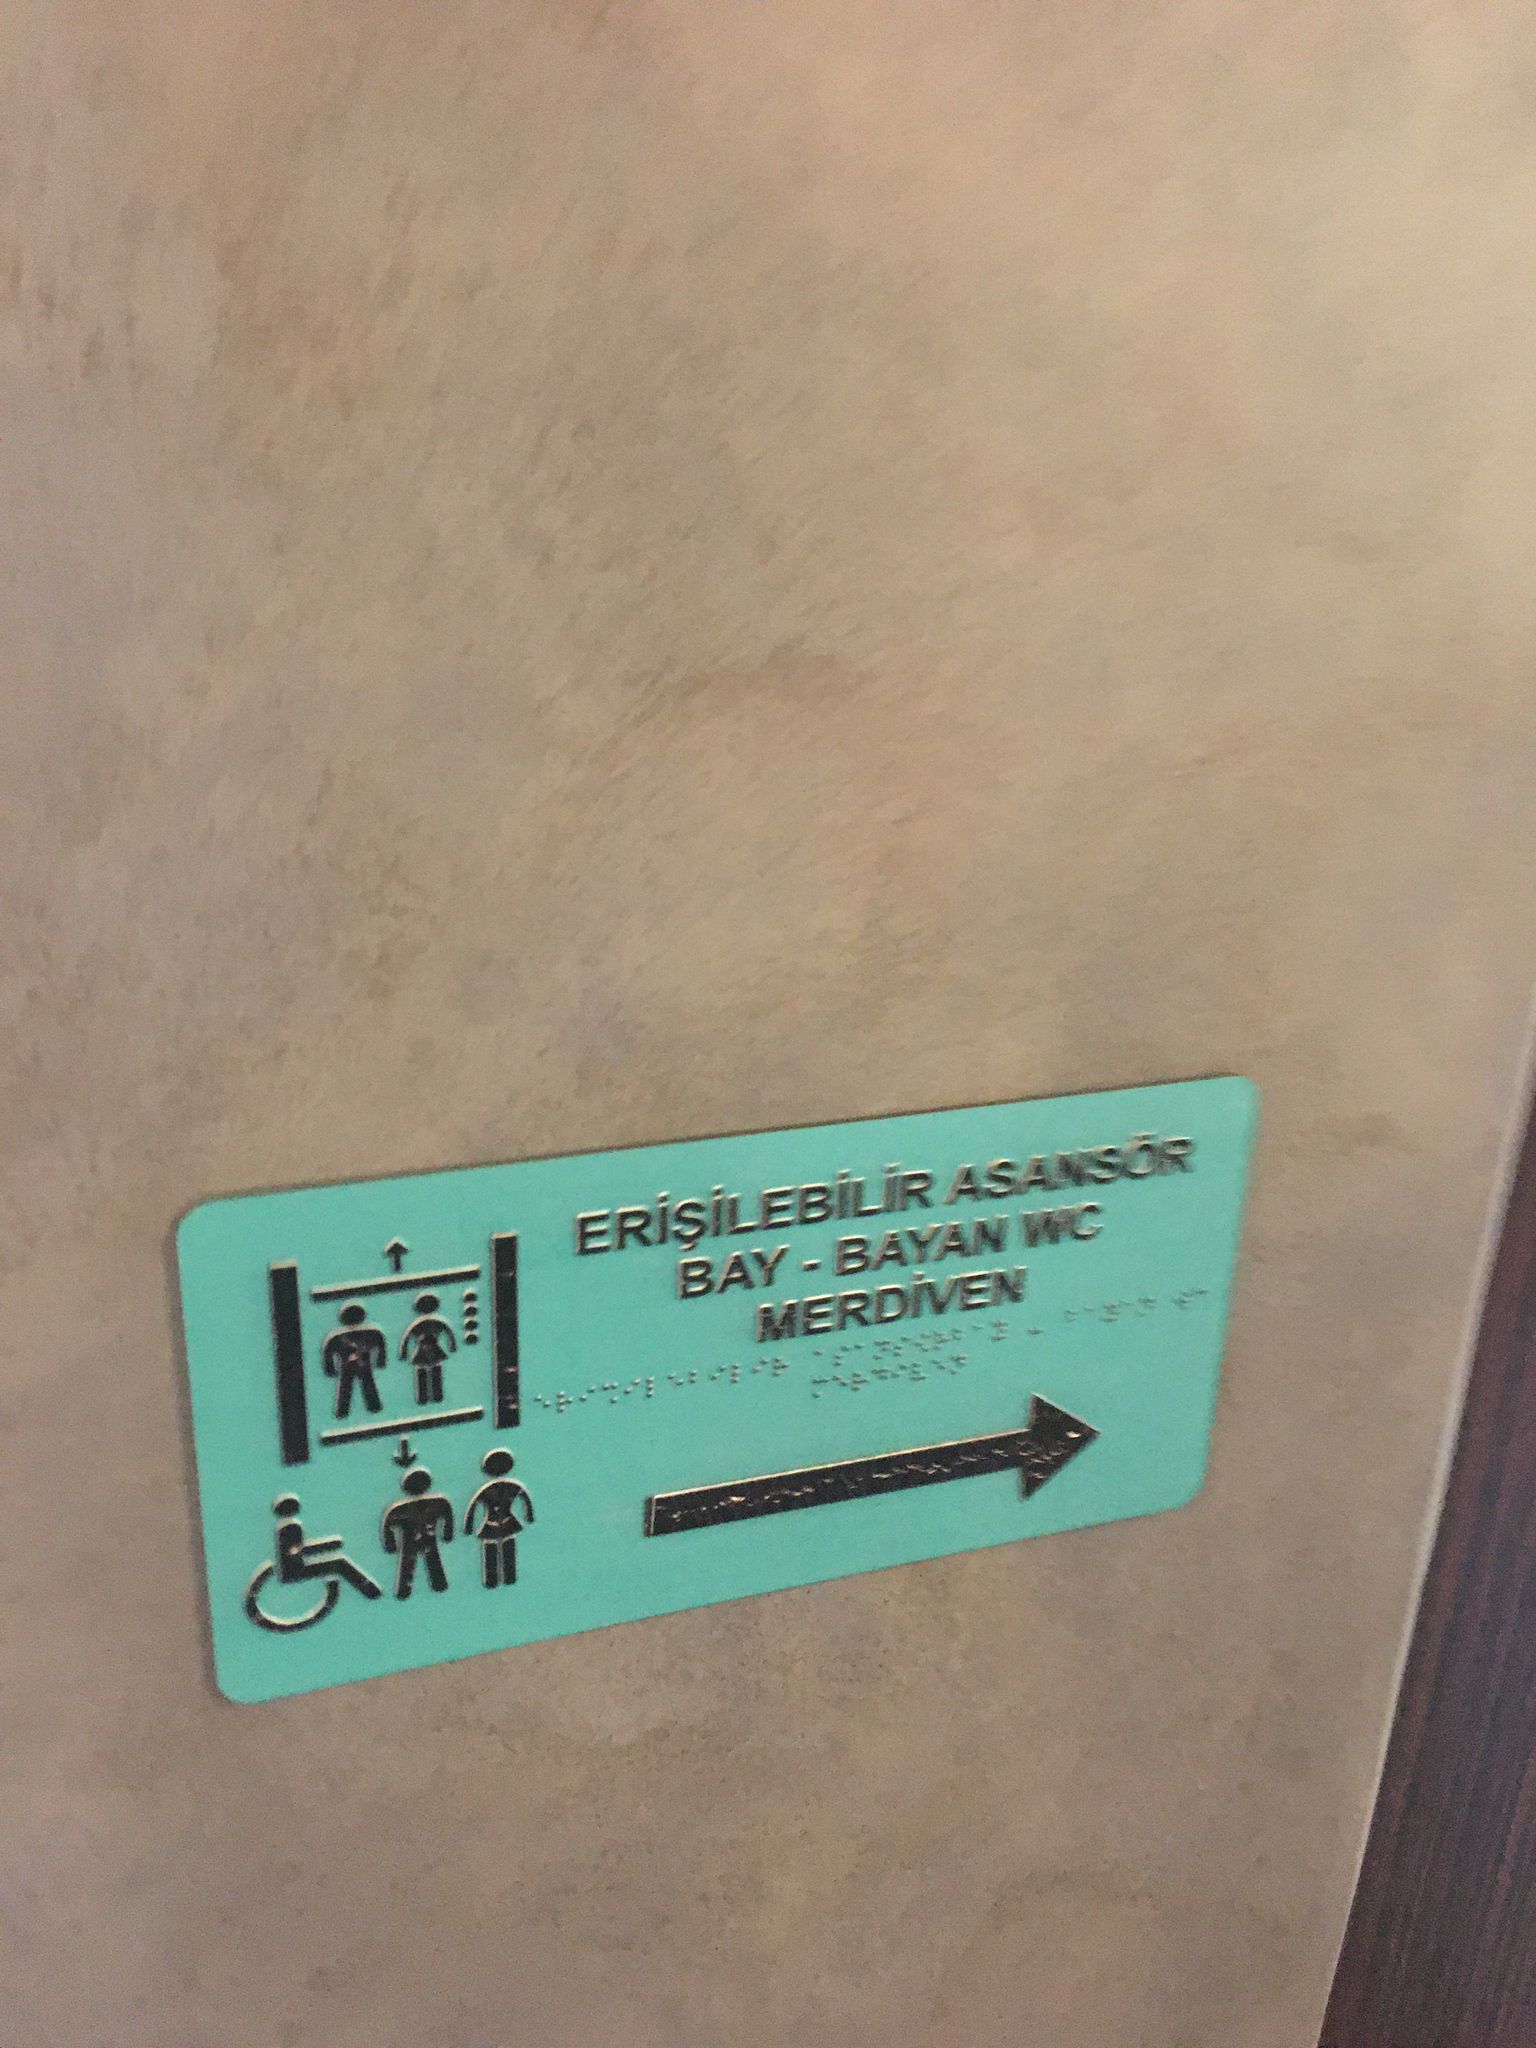 ERİŞİLEBİLİR ASANSÖR
BAY - BAYAN WC
MERDİVEN